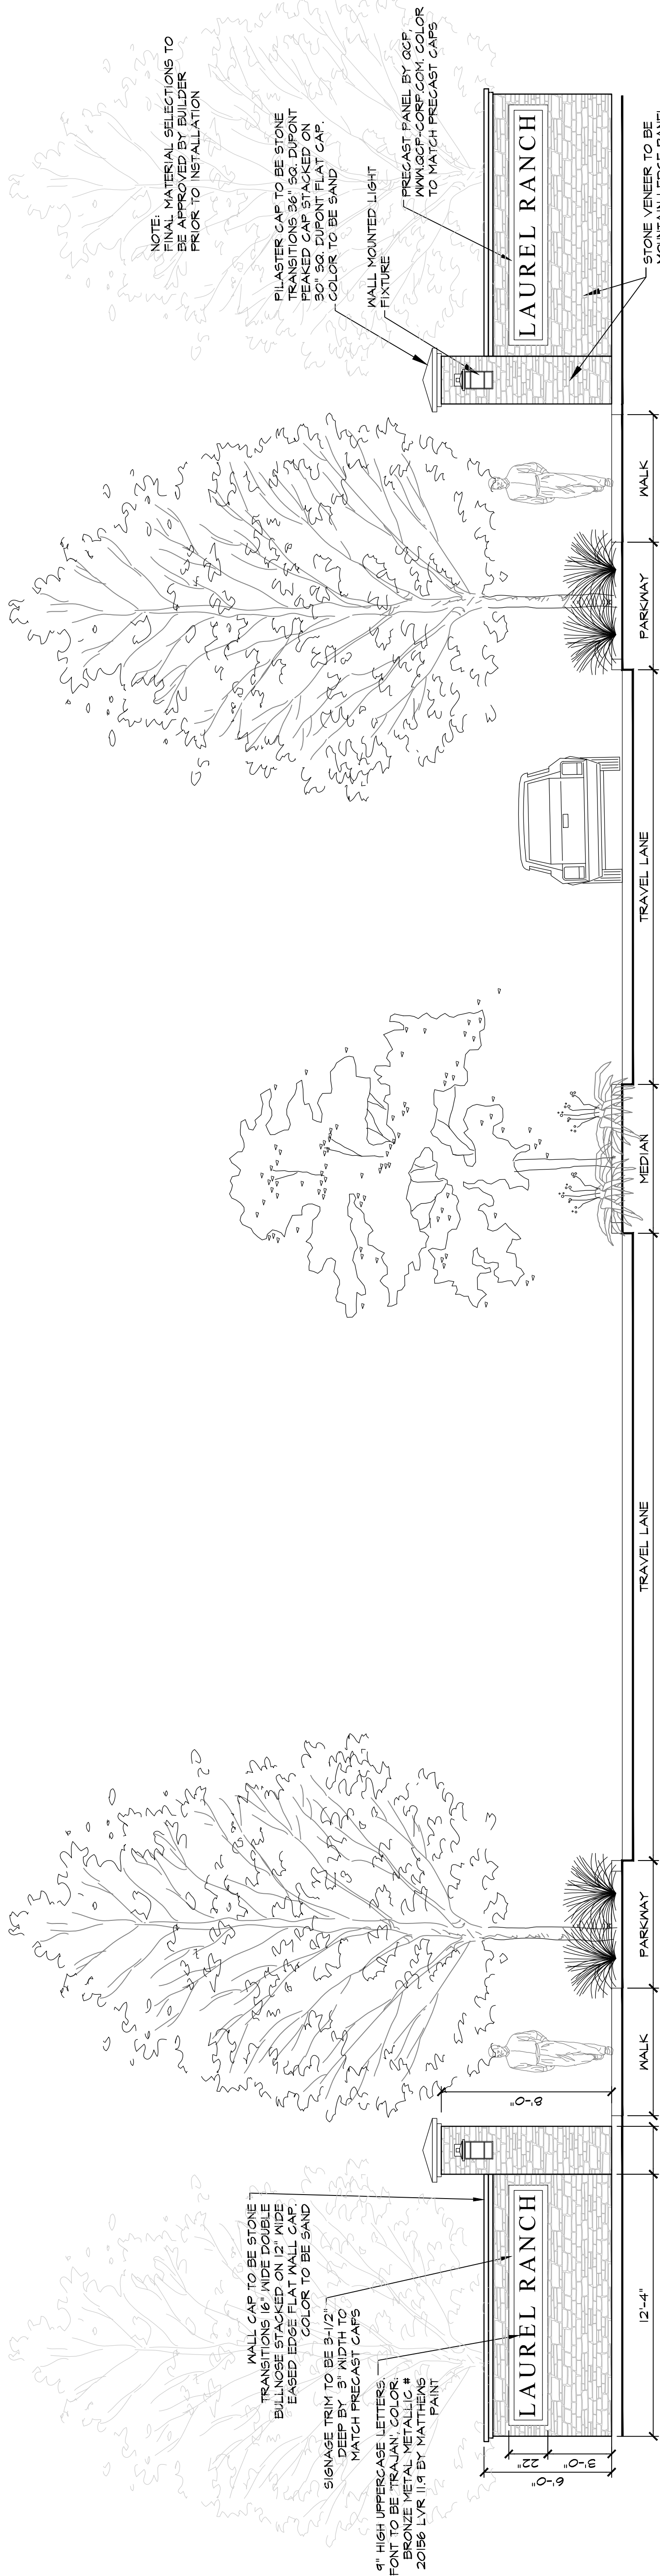 WALL CAP TO BE STONE
TRANSITIONS 16" WIDE DOUBLE
BULLNOSE STACKED ON 12" WIDE
EASED EDGE FLAT WALL CAP.
COLOR TO BE SAND
SIGNAGE TRIM TO BE 3-1/2"
DEEP BY 3" WIDTH TO
MATCH PRECAST CAPS
9" HIGH UPPERCASE LETTERS.
FONT TO BE 'TRAJAN', COLOR:
BRONZE METAL METALLIC #
20156 LVR 11.9 BY MATTHEWS
PAINT
LAUREL RANCH
6'-0"
22"
3'-0"
8'-0"
12'-4"
WALK
PARKWAY
TRAVEL LANE
MEDIAN
TRAVEL LANE
PARKWAY
WALK
NOTE:
FINAL MATERIAL SELECTIONS TO
BE APPROVED BY BUILDER
PRIOR TO INSTALLATION
PILASTER CAP TO BE STONE
TRANSITIONS 36" SQ. DUPONT
PEAKED CAP STACKED ON
30" SQ. DUPONT FLAT CAP.
COLOR TO BE SAND
WALL MOUNTED LIGHT
FIXTURE
PRECAST PANEL BY QCP,
WWW.QCP-CORP.COM. COLOR
TO MATCH PRECAST CAPS
LAUREL RANCH
STONE VENEER TO BE
MOUNTAIN LEDGE PANEL